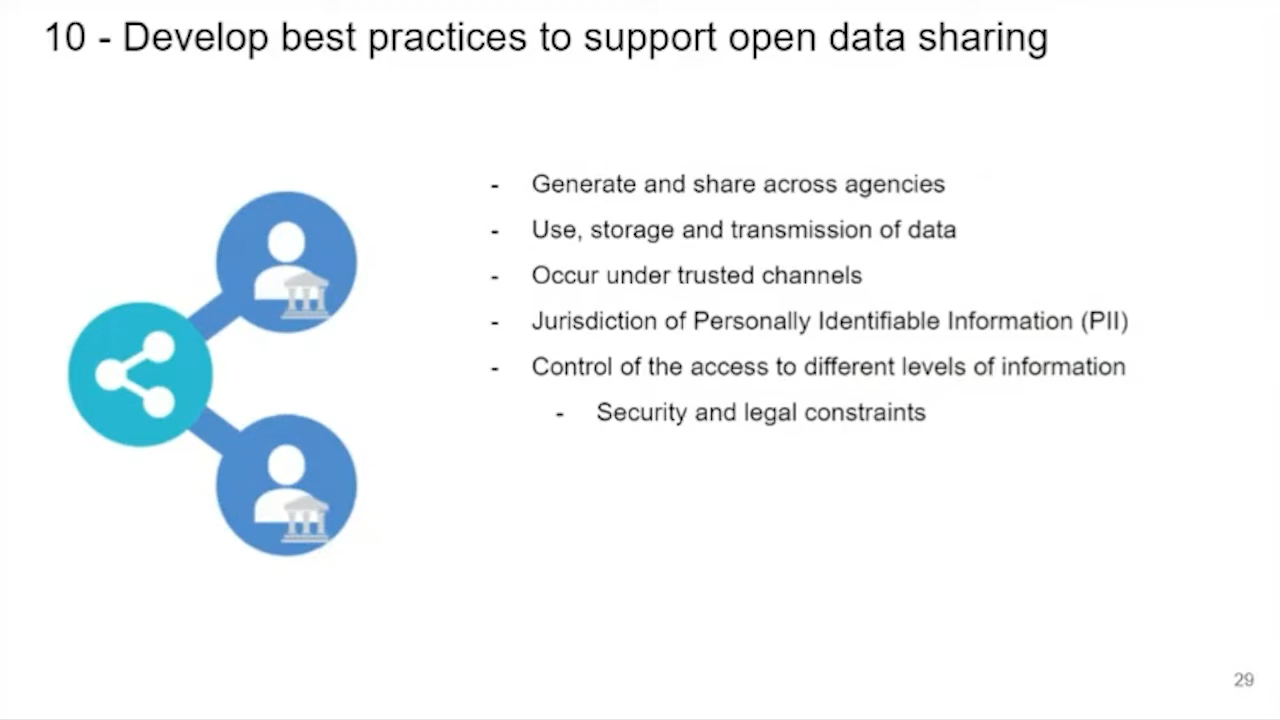 10 - Develop best practices to support open data sharing
- Generate and share across agencies
- Use, storage and transmission of data
- Occur under trusted channels
- Jurisdiction of Personally Identifiable Information (PII)
- Control of the access to different levels of information
- Security and legal constraints
29